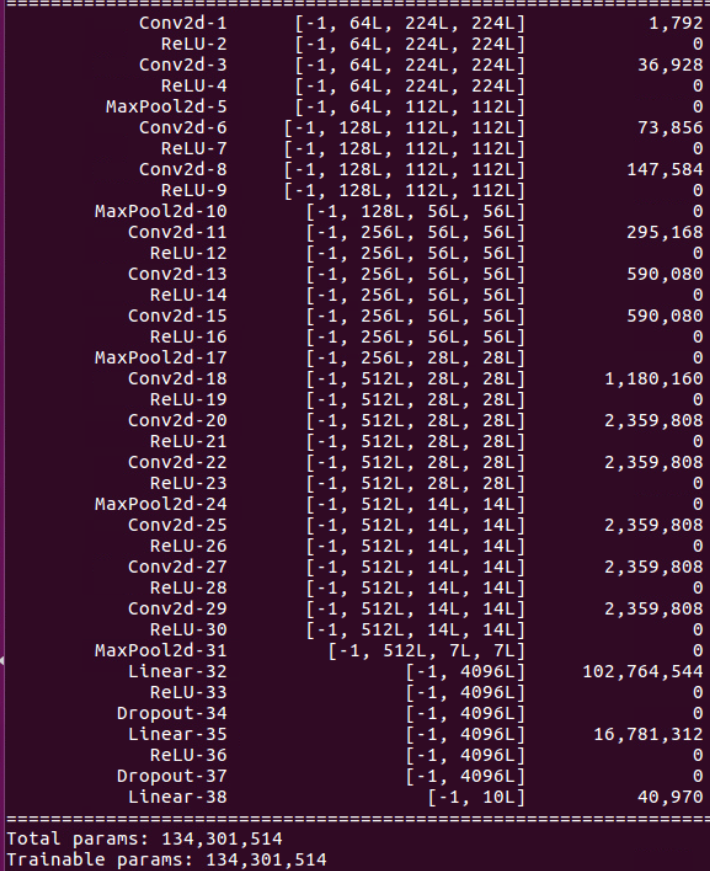 ================================================================
Conv2d-1 [-1, 64L, 224L, 224L] 1,792
ReLU-2 [-1, 64L, 224L, 224L] 0
Conv2d-3 [-1, 64L, 224L, 224L] 36,928
ReLU-4 [-1, 64L, 224L, 224L] 0
MaxPool2d-5 [-1, 64L, 112L, 112L] 0
Conv2d-6 [-1, 128L, 112L, 112L] 73,856
ReLU-7 [-1, 128L, 112L, 112L] 0
Conv2d-8 [-1, 128L, 112L, 112L] 147,584
ReLU-9 [-1, 128L, 112L, 112L] 0
MaxPool2d-10 [-1, 128L, 56L, 56L] 0
Conv2d-11 [-1, 256L, 56L, 56L] 295,168
ReLU-12 [-1, 256L, 56L, 56L] 0
Conv2d-13 [-1, 256L, 56L, 56L] 590,080
ReLU-14 [-1, 256L, 56L, 56L] 0
Conv2d-15 [-1, 256L, 56L, 56L] 590,080
ReLU-16 [-1, 256L, 56L, 56L] 0
MaxPool2d-17 [-1, 256L, 28L, 28L] 0
Conv2d-18 [-1, 512L, 28L, 28L] 1,180,160
ReLU-19 [-1, 512L, 28L, 28L] 0
Conv2d-20 [-1, 512L, 28L, 28L] 2,359,808
ReLU-21 [-1, 512L, 28L, 28L] 0
Conv2d-22 [-1, 512L, 28L, 28L] 2,359,808
ReLU-23 [-1, 512L, 28L, 28L] 0
MaxPool2d-24 [-1, 512L, 14L, 14L] 0
Conv2d-25 [-1, 512L, 14L, 14L] 2,359,808
ReLU-26 [-1, 512L, 14L, 14L] 0
Conv2d-27 [-1, 512L, 14L, 14L] 2,359,808
ReLU-28 [-1, 512L, 14L, 14L] 0
Conv2d-29 [-1, 512L, 14L, 14L] 2,359,808
ReLU-30 [-1, 512L, 14L, 14L] 0
MaxPool2d-31 [-1, 512L, 7L, 7L] 0
Linear-32 [-1, 4096L] 102,764,544
ReLU-33 [-1, 4096L] 0
Dropout-34 [-1, 4096L] 0
Linear-35 [-1, 4096L] 16,781,312
ReLU-36 [-1, 4096L] 0
Dropout-37 [-1, 4096L] 0
Linear-38 [-1, 10L] 40,970
================================================================
Total params: 134,301,514
Trainable params: 134,301,514